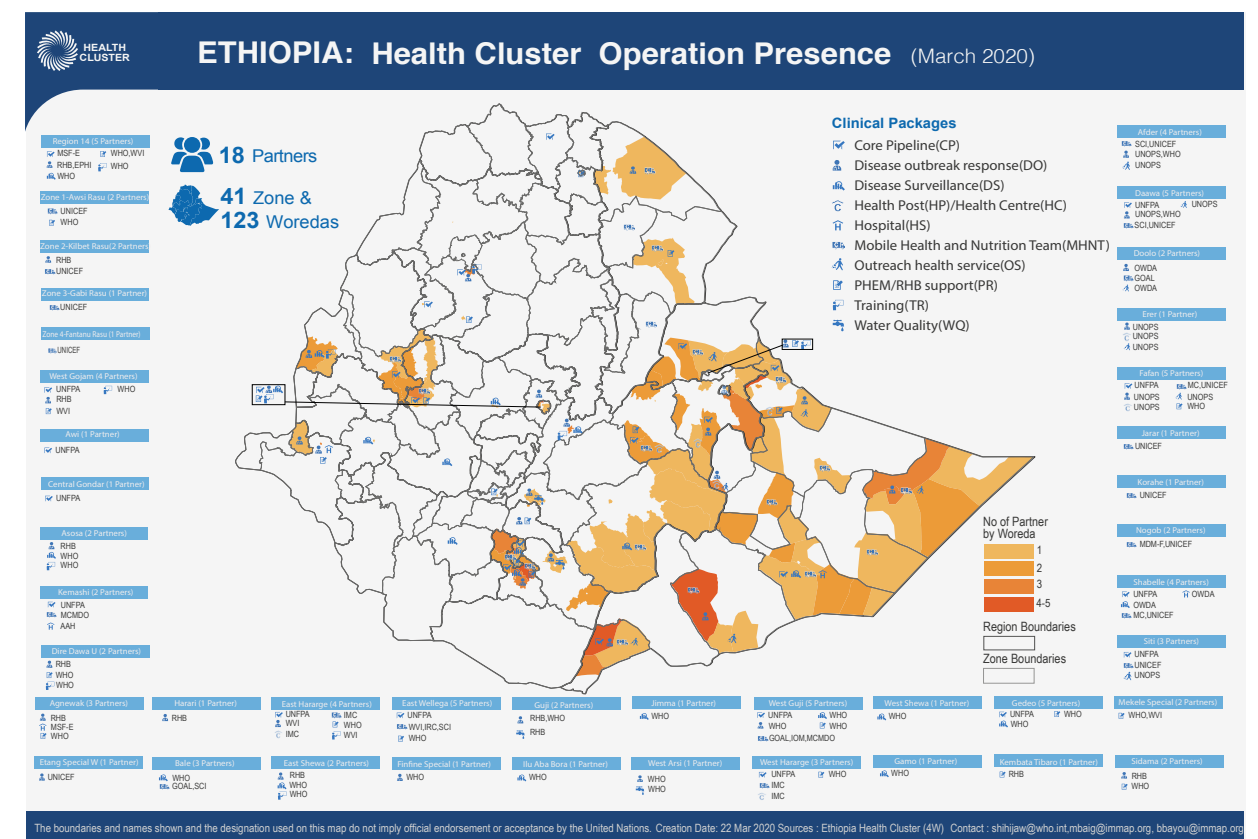 HEALTH
CLUSTER
ETHIOPIA: Health Cluster Operation Presence (March 2020)
18 Partners
41 Zone &
123 Woredas
Clinical Packages
Core Pipeline(CP)
Disease outbreak response(DO)
Disease Surveillance(DS)
Health Post(HP)/Health Centre(HC)
Hospital(HS)
Mobile Health and Nutrition Team(MHNT)
Outreach health service(OS)
PHEM/RHB support(PR)
Training(TR)
Water Quality(WQ)
Region 14 (5 Partners)
MSF-E WHO,WVI
RHB,EPHI WHO
WHO
Zone 1-Awsi Rasu (2 Partners)
UNICEF
WHO
Zone 2-Kilbet Rasu(2 Partners
RHB
UNICEF
Zone 3-Gabi Rasu (1 Partner)
UNICEF
Zone 4-Fantanu Rasu (1 Partner)
UNICEF
West Gojam (4 Partners)
UNFPA WHO
RHB
WVI
Awi (1 Partner)
UNFPA
Central Gondar (1 Partner)
UNFPA
Asosa (2 Partners)
RHB
WHO
WHO
Kemashi (2 Partners)
UNFPA
MCMDO
AAH
Dire Dawa U (2 Partners)
RHB
WHO
WHO
Afder (4 Partners)
SCI,UNICEF
UNOPS,WHO
UNOPS
Daawa (5 Partners)
UNFPA UNOPS
UNOPS,WHO
SCI,UNICEF
Doolo (2 Partners)
OWDA
GOAL
OWDA
Erer (1 Partner)
UNOPS
UNOPS
UNOPS
Fafan (5 Partners)
UNFPA MC,UNICEF
UNOPS UNOPS
UNOPS WHO
Jarar (1 Partner)
UNICEF
Korahe (1 Partner)
UNICEF
Nogob (2 Partners)
MDM-F,UNICEF
Shabelle (4 Partners)
UNFPA OWDA
OWDA
MC,UNICEF
Siti (3 Partners)
UNFPA
UNICEF
UNOPS
No of Partner
by Woreda
1
2
3
4-5
Region Boundaries
Zone Boundaries
Agnewak (3 Partners)
RHB
MSF-E
WHO
Harari (1 Partner)
RHB
East Hararge (4 Partners)
UNFPA IMC
WVI WHO
IMC WVI
East Wellega (5 Partners)
UNFPA
WVI,IRC,SCI
WHO
Guji (2 Partners)
RHB,WHO
RHB
Jimma (1 Partner)
WHO
West Guji (5 Partners)
UNFPA WHO
WHO WHO
GOAL,IOM,MCMDO
West Shewa (1 Partner)
WHO
Gedeo (5 Partners)
UNFPA WHO
WHO
Mekele Special (2 Partners)
WHO,WVI
Etang Special W (1 Partner)
UNICEF
Bale (3 Partners)
WHO
GOAL,SCI
East Shewa (2 Partners)
RHB
WHO
WHO
Finfine Special (1 Partner)
WHO
Ilu Aba Bora (1 Partner)
WHO
West Arsi (1 Partner)
WHO
WHO
West Hararge (3 Partners)
UNFPA WHO
IMC
IMC
Gamo (1 Partner)
WHO
Kembata Tibaro (1 Partner)
RHB
Sidama (2 Partners)
RHB
WHO
The boundaries and names shown and the designation used on this map do not imply official endorsement or acceptance by the United Nations. Creation Date: 22 Mar 2020 Sources : Ethiopia Health Cluster (4W) Contact : shihijaw@who.int,mbaig@immap.org, bbayou@immap.org